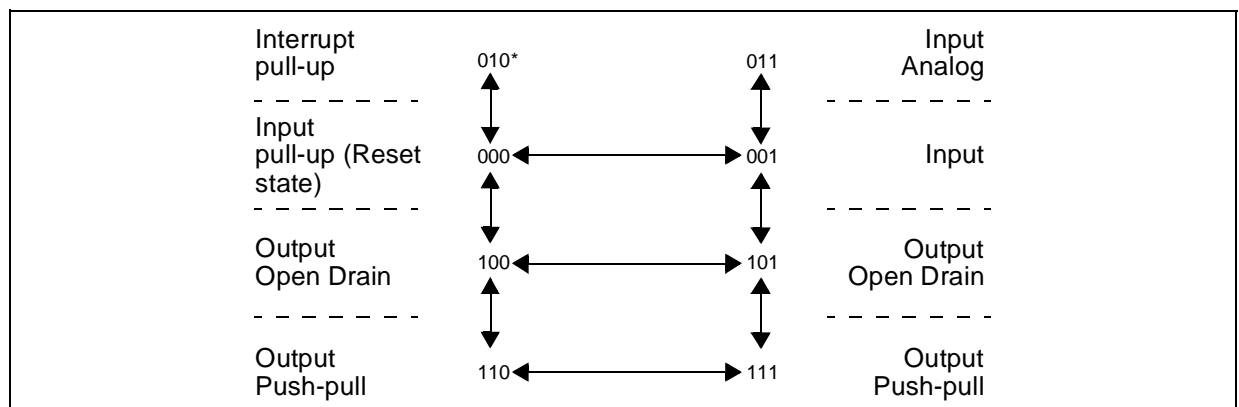 Interrupt
pull-up
010*
011
Input
Analog
Input
pull-up (Reset
state)
000
001
Input
Output
Open Drain
100
101
Output
Open Drain
Output
Push-pull
110
111
Output
Push-pull